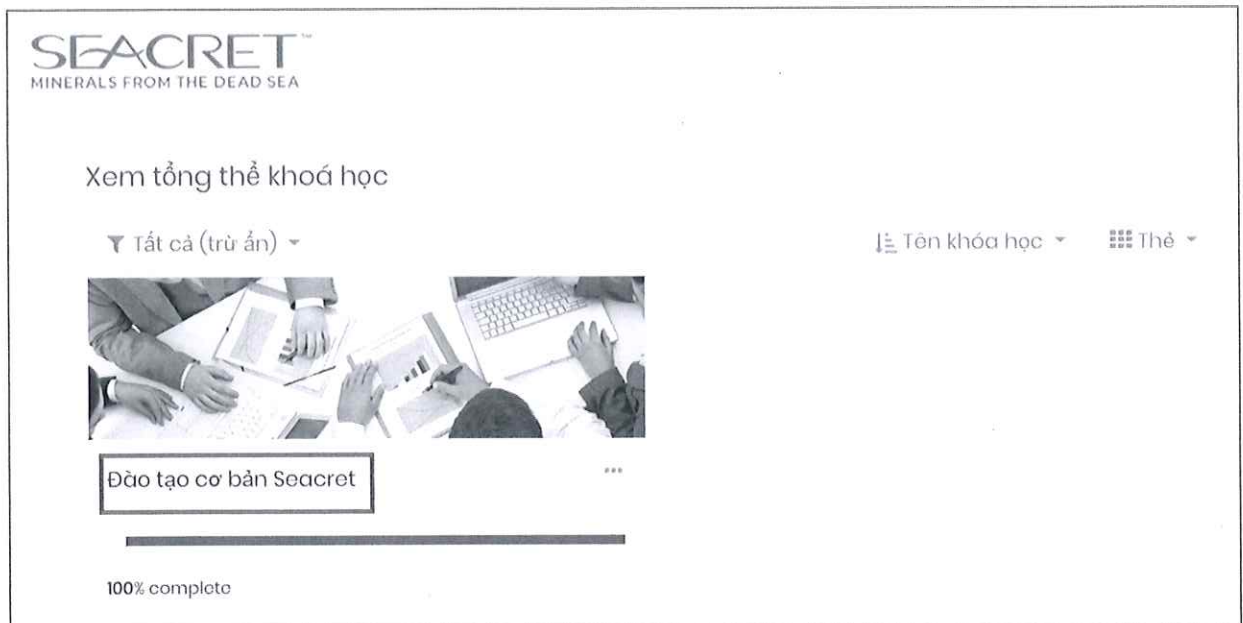 SEACRET™
MINERALS FROM THE DEAD SEA
Xem tổng thể khoá học
Tất cả (trừ ẩn)
Tên khóa học
Thẻ
Đào tạo cơ bản Seacret
100% complete